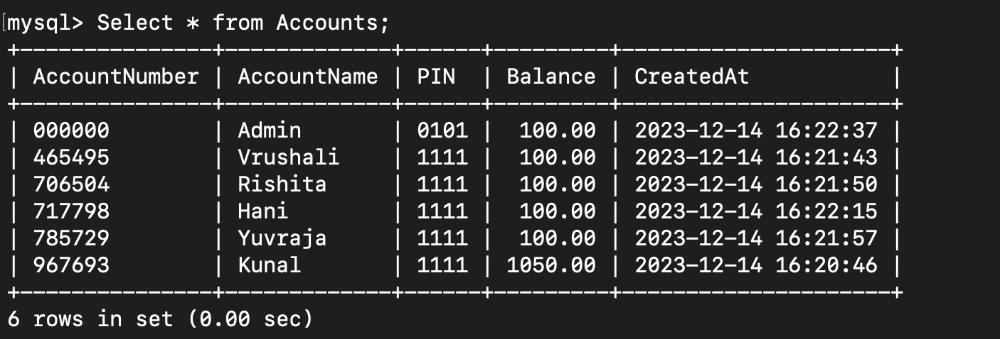 mysql> Select * from Accounts;
+---------------+-------------+------+---------+---------------------+
| AccountNumber | AccountName | PIN  | Balance | CreatedAt           |
+---------------+-------------+------+---------+---------------------+
| 000000        | Admin       | 0101 |  100.00 | 2023-12-14 16:22:37 |
| 465495        | Vrushali    | 1111 |  100.00 | 2023-12-14 16:21:43 |
| 706504        | Rishita     | 1111 |  100.00 | 2023-12-14 16:21:50 |
| 717798        | Hani        | 1111 |  100.00 | 2023-12-14 16:22:15 |
| 785729        | Yuvraja     | 1111 |  100.00 | 2023-12-14 16:21:57 |
| 967693        | Kunal       | 1111 | 1050.00 | 2023-12-14 16:20:46 |
+---------------+-------------+------+---------+---------------------+
6 rows in set (0.00 sec)